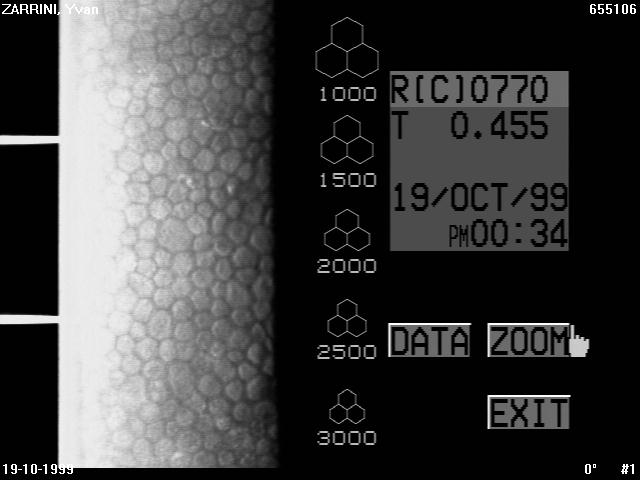 ZARRINI, Yvan
655106
1000
1500
2000
2500
3000
R[C]0770
T 0.455
19/OCT/99
PM00:34
DATA ZOOM
EXIT
19-10-1999
0° #1